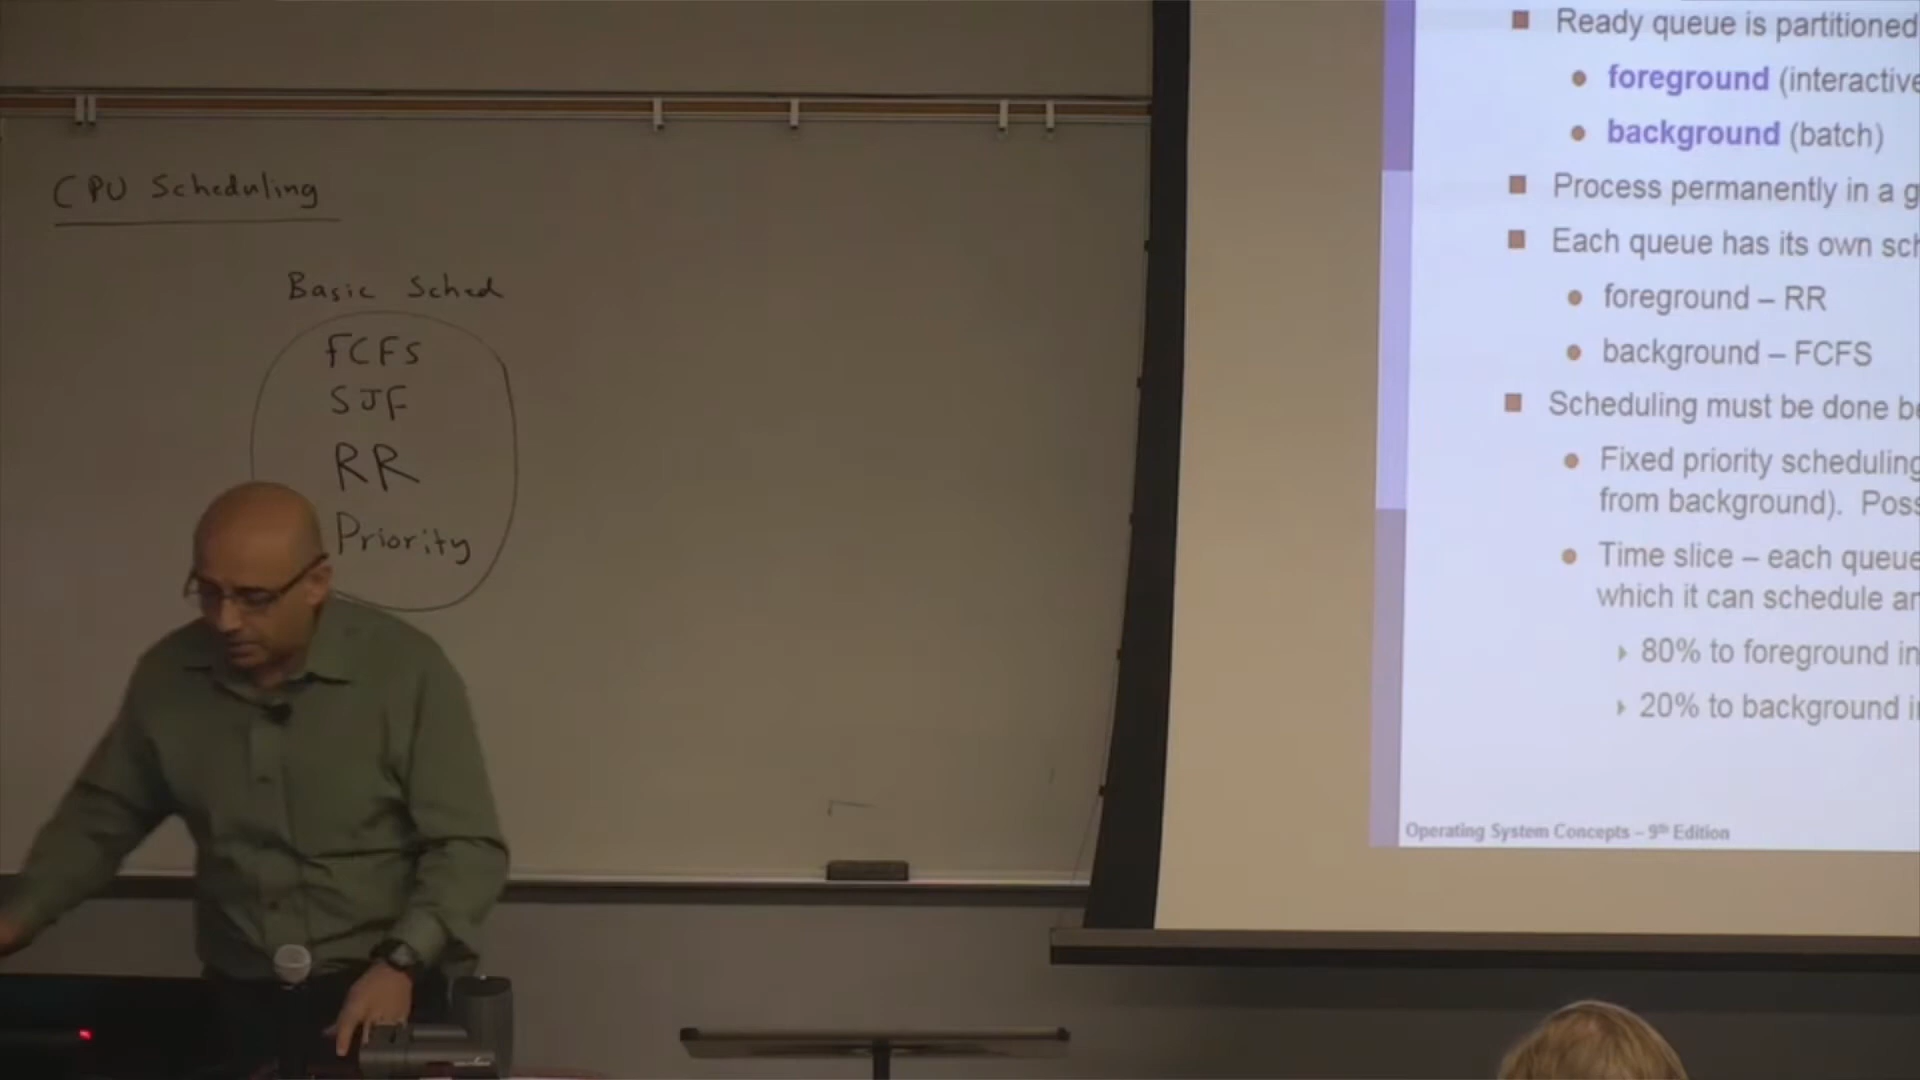 CPU Scheduling
Basic Sched
FCFS
SJF
RR
Priority
Ready queue is partitioned
foreground (interactive
background (batch)
Process permanently in a g
Each queue has its own sch
foreground – RR
background – FCFS
Scheduling must be done be
Fixed priority scheduling
from background). Poss
Time slice – each queue
which it can schedule an
80% to foreground in
20% to background in
Operating System Concepts – 9th Edition